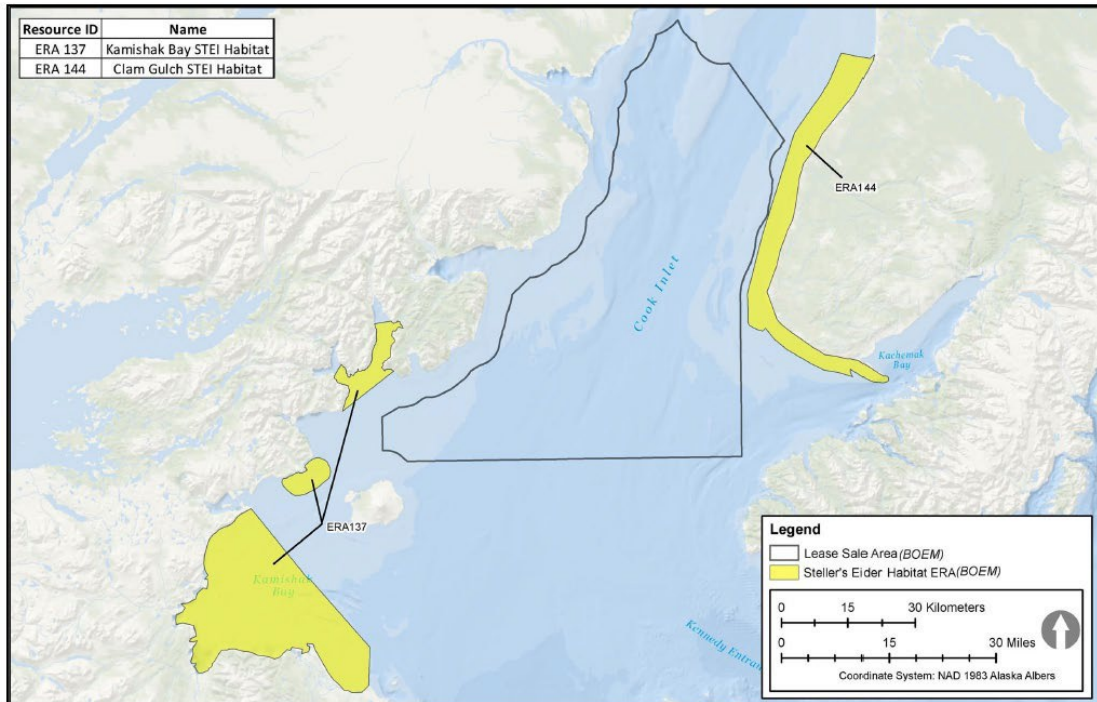 Resource ID Name
ERA 137 Kamishak Bay STEI Habitat
ERA 144 Clam Gulch STEI Habitat
ERA144
Cook Inlet
Kachemak
Bay
ERA137
Kamishak
Bay
Kennedy Entran
Legend
Lease Sale Area (BOEM)
Steller's Eider Habitat ERA (BOEM)
0 15 30 Kilometers
0 15 30 Miles
Coordinate System: NAD 1983 Alaska Albers